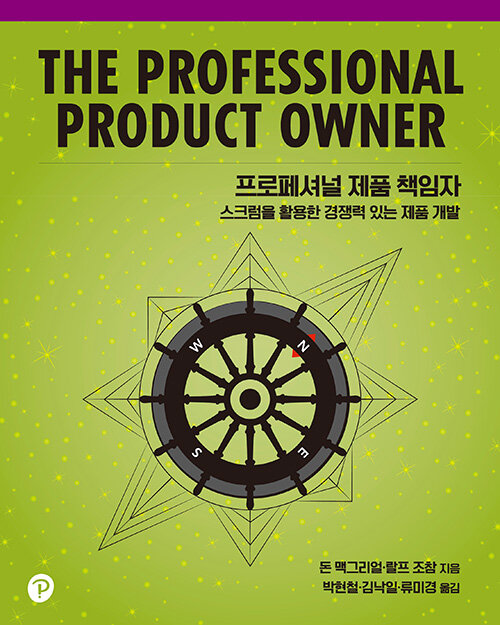 THE PROFESSIONAL
PRODUCT OWNER
프로페셔널 제품 책임자
스크럼을 활용한 경쟁력 있는 제품 개발
W
N
S
E
돈 맥그리얼·랄프 조참 지음
박현철·김낙일·류미경 옮김
P